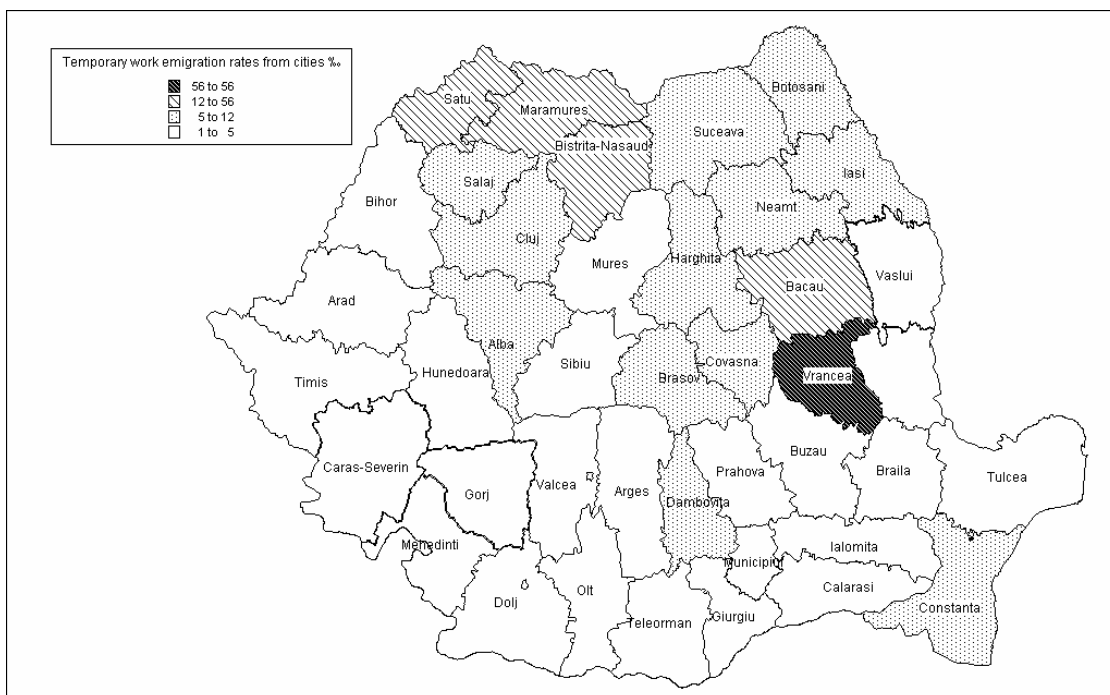 Temporary work emigration rates from cities ‰
56 to 56
12 to 56
5 to 12
1 to 5
Botosani
Satu
Maramures
Suceava
Bistrita-Nasaud
Iasi
Salaj
Bihor
Neamt
Cluj
Harghita
Mures
Vaslui
Bacau
Arad
Alba
Covasna
Sibiu
Hunedoara
Brasov
Vrancea
Timis
Caras-Severin
Buzau
Prahova
Braila
Tulcea
Valcea
Gorj
Arges
Dambovita
Menedinti
Ialomita
Municipiul
Olt
Calarasi
Dolj
Constanta
Giurgiu
Teleorman